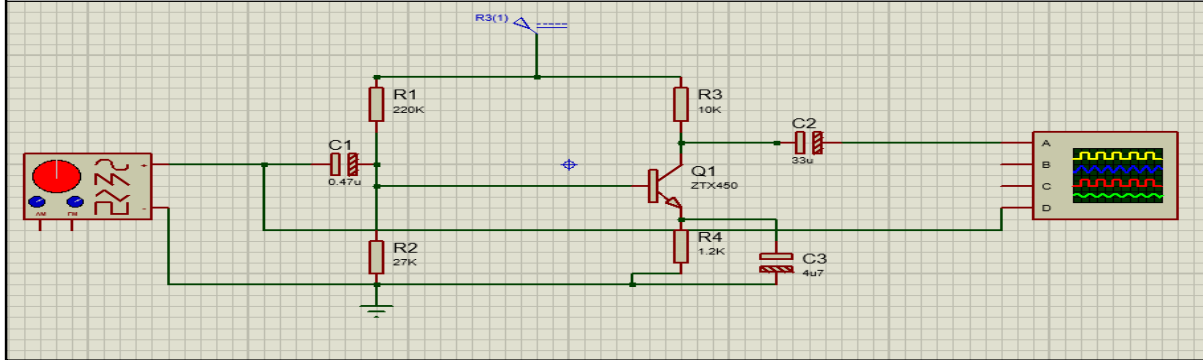 R3(1)
R1
220K
R3
10K
C1
0.47u
C2
33u
A
B
C
D
Q1
ZTX450
+
-
AM
FM
R2
27K
R4
1.2K
C3
4u7